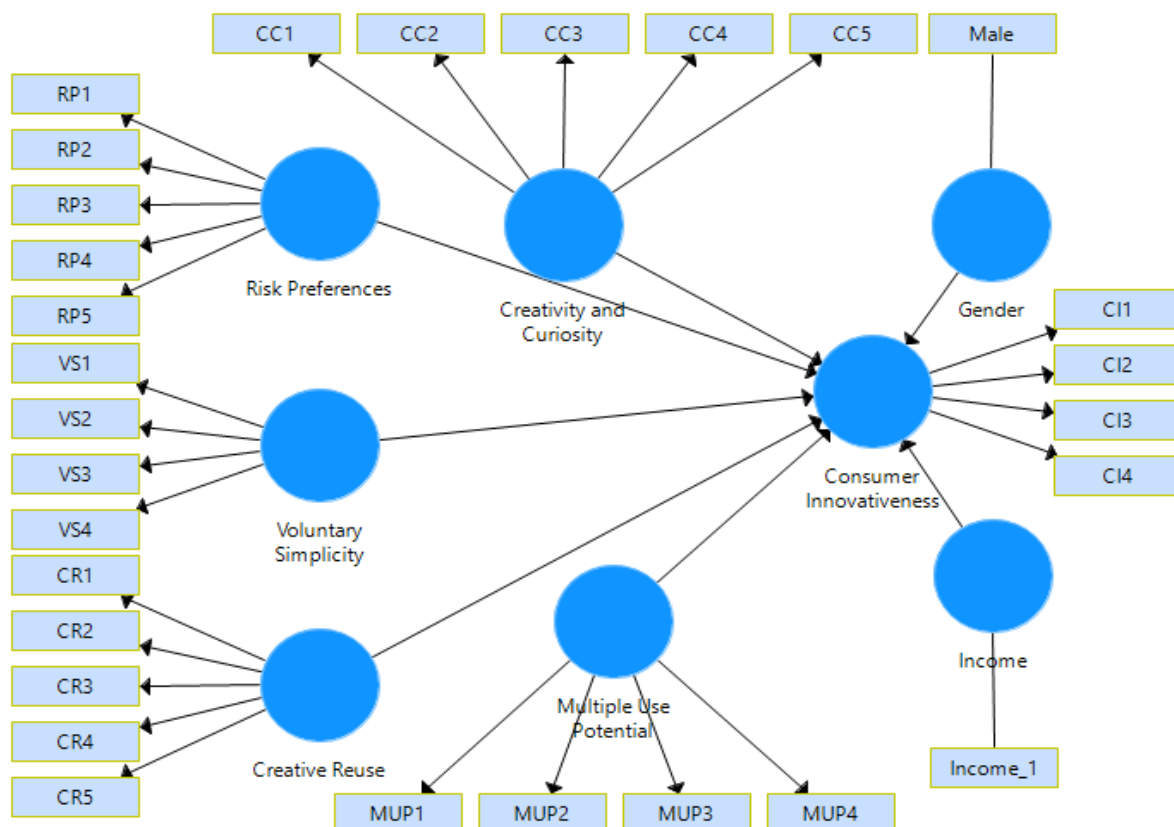 CC1
CC2
CC3
CC4
CC5
Male
RP1
RP2
RP3
RP4
RP5
Risk Preferences
Creativity and
Curiosity
Gender
CI1
CI2
CI3
CI4
VS1
VS2
VS3
VS4
Voluntary
Simplicity
Consumer
Innovativeness
CR1
CR2
CR3
CR4
CR5
Creative Reuse
Multiple Use
Potential
Income
Income_1
MUP1
MUP2
MUP3
MUP4